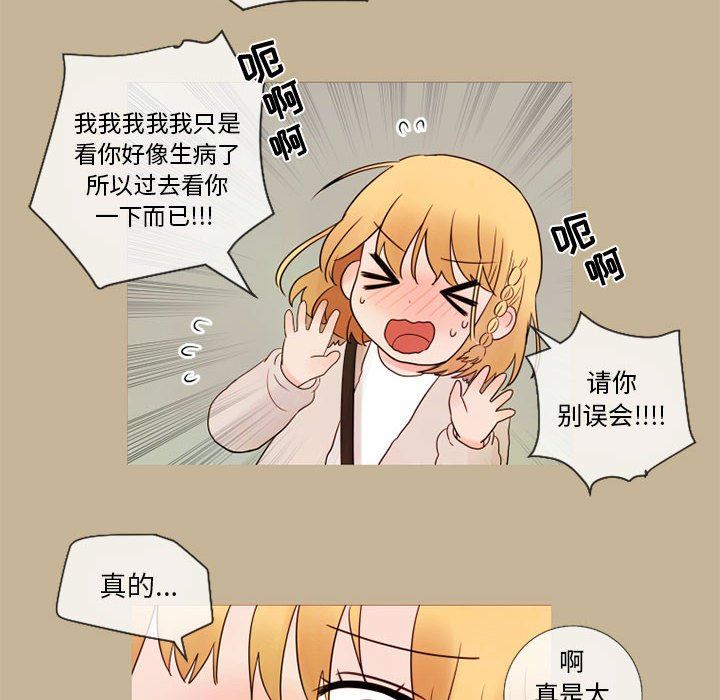 呃
啊
啊
我我我我我只是
看你好像生病了
所以过去看你
一下而已!!!
呃
啊
请你
别误会!!!!
真的...
啊
真是太